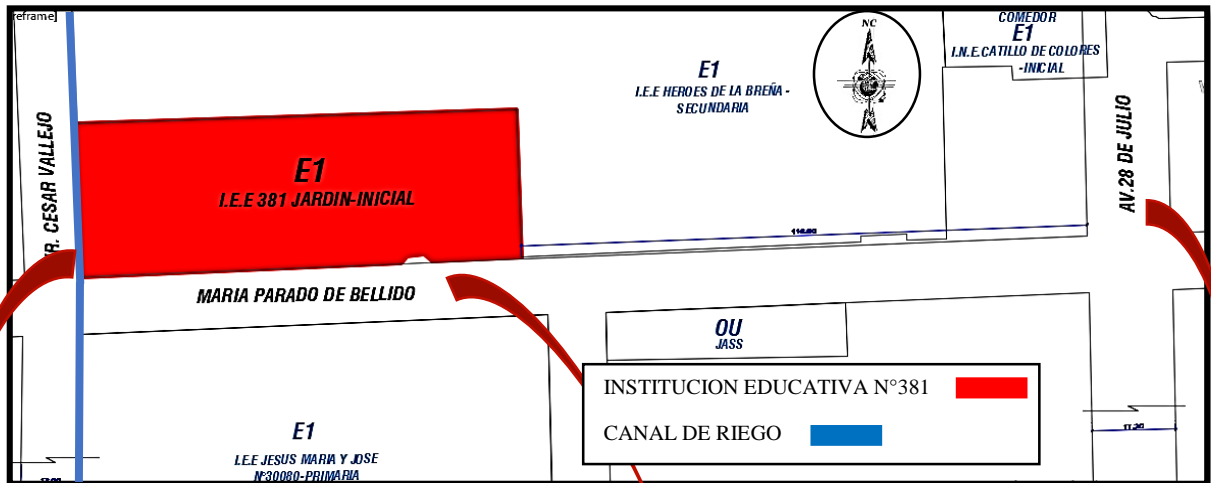 reframe]
COMEDOR
E1
I.N.E.CATILLO DE COLORES
-INICIAL
NC
E1
I.E.E HEROES DE LA BREÑA -
SECUNDARIA
AV.28 DE JULIO
R. CESAR VALLEJO
E1
I.E.E 381 JARDIN-INICIAL
MARIA PARADO DE BELLIDO
OU
JASS
INSTITUCION EDUCATIVA N°381
CANAL DE RIEGO
E1
I.E.E JESUS MARIA Y JOSE
N°30080-PRIMARIA